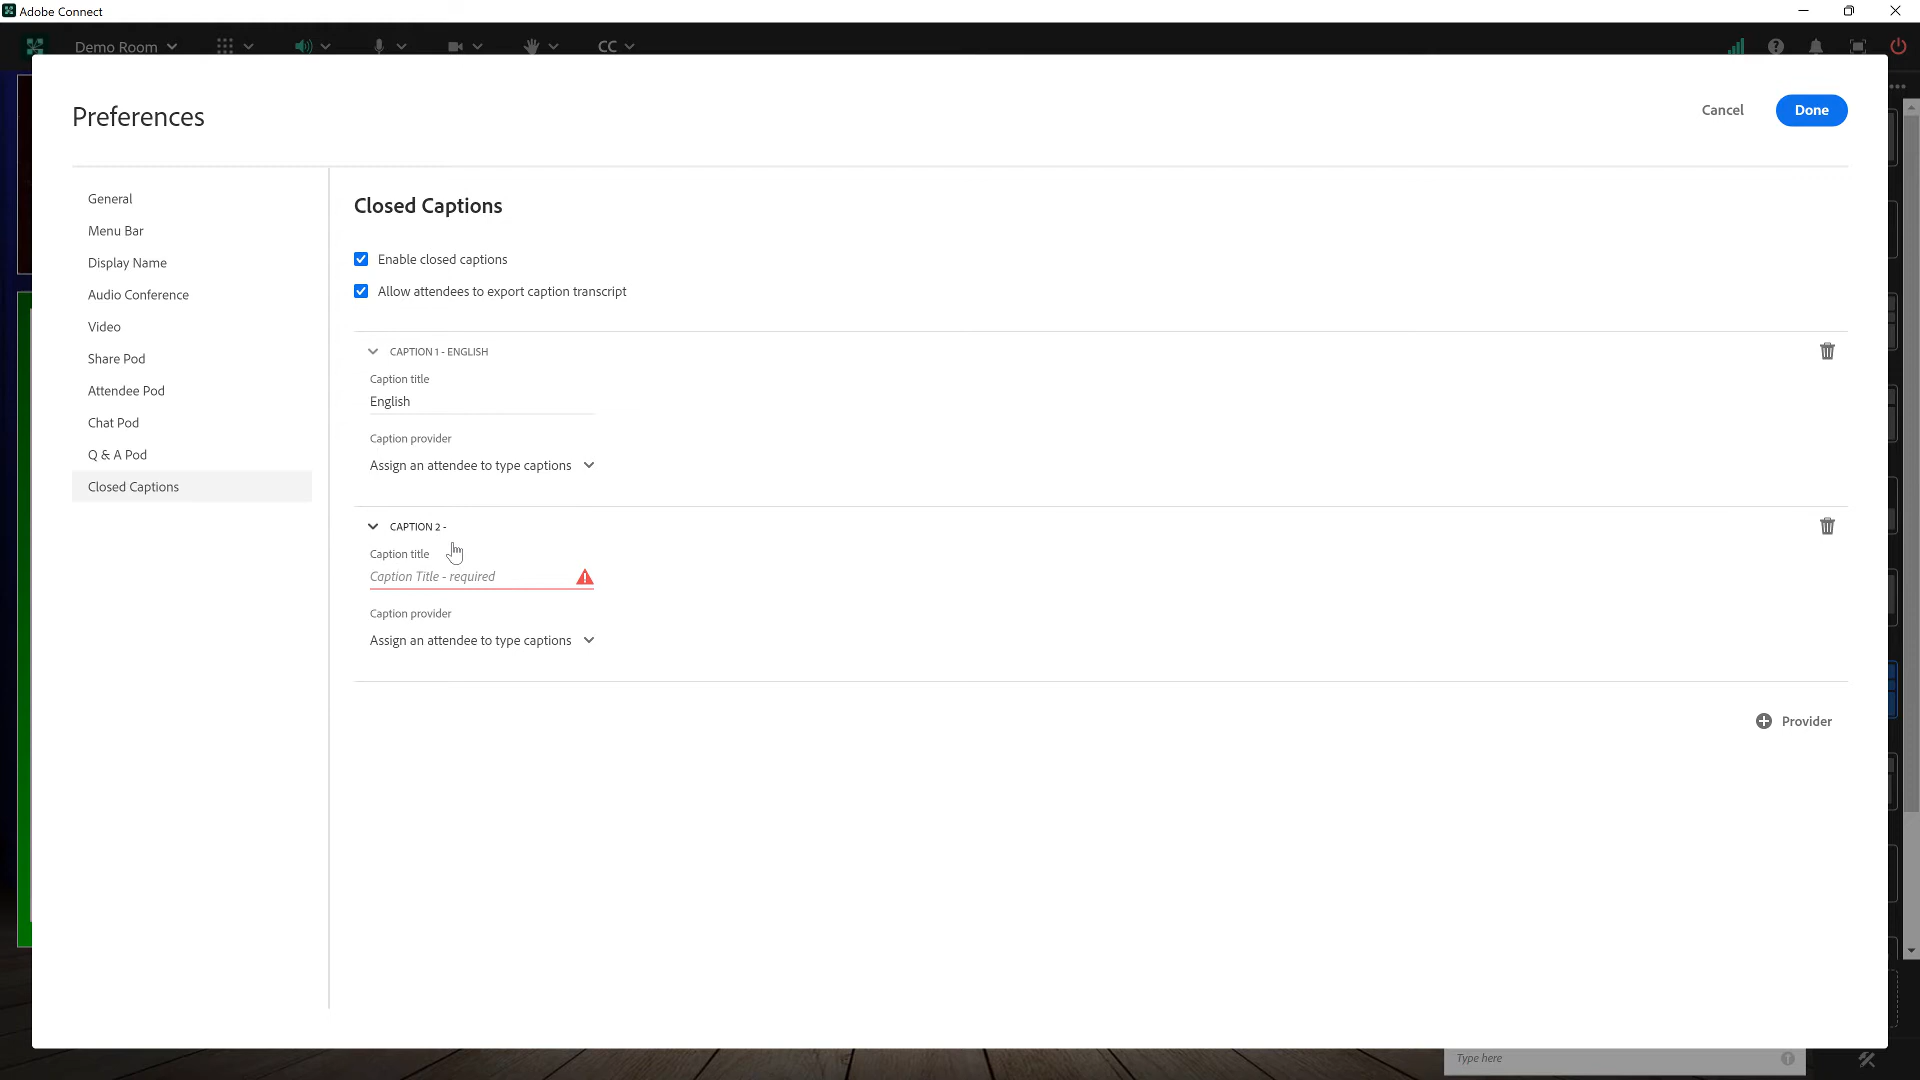 Adobe Connect
Demo Room
CC
Preferences
Cancel
Done
General
Menu Bar
Display Name
Audio Conference
Video
Share Pod
Attendee Pod
Chat Pod
Q & A Pod
Closed Captions
Closed Captions
Enable closed captions
Allow attendees to export caption transcript
CAPTION 1 - ENGLISH
Caption title
English
Caption provider
Assign an attendee to type captions
CAPTION 2 -
Caption title
Caption Title - required
Caption provider
Assign an attendee to type captions
Provider
Type here